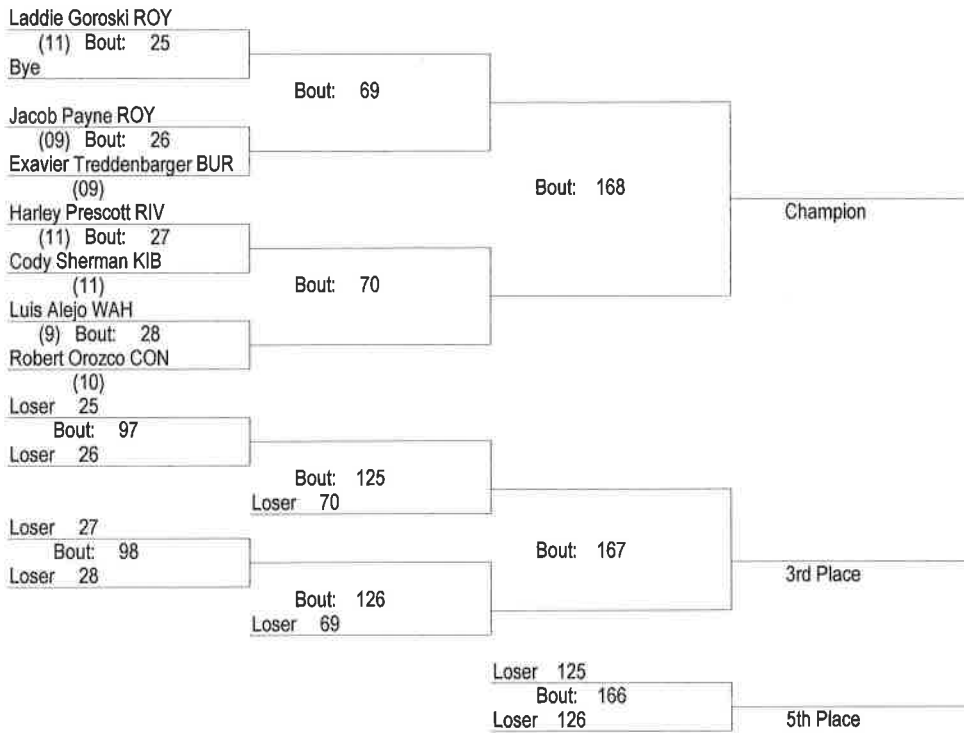 Laddie Goroski ROY
(11) Bout: 25
Bye
Bout: 69
Jacob Payne ROY
(09) Bout: 26
Exavier Treddenbarger BUR
(09)
Bout: 168
Champion
Harley Prescott RIV
(11) Bout: 27
Cody Sherman KIB
(11)
Bout: 70
Luis Alejo WAH
(9) Bout: 28
Robert Orozco CON
(10)
Loser 25
Bout: 97
Loser 26
Bout: 125
Loser 70
Loser 27
Bout: 98
Loser 28
Bout: 167
3rd Place
Bout: 126
Loser 69
Loser 125
Bout: 166
Loser 126
5th Place